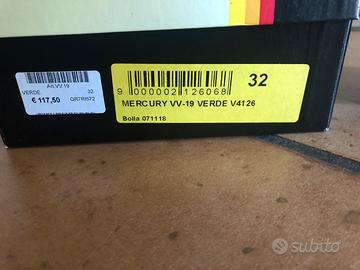 Art.VV.19
VERDE 32
€ 117,50 QR7RI572
9 000002 126068
32
MERCURY VV-19 VERDE V4126
Bolla 071118
subito